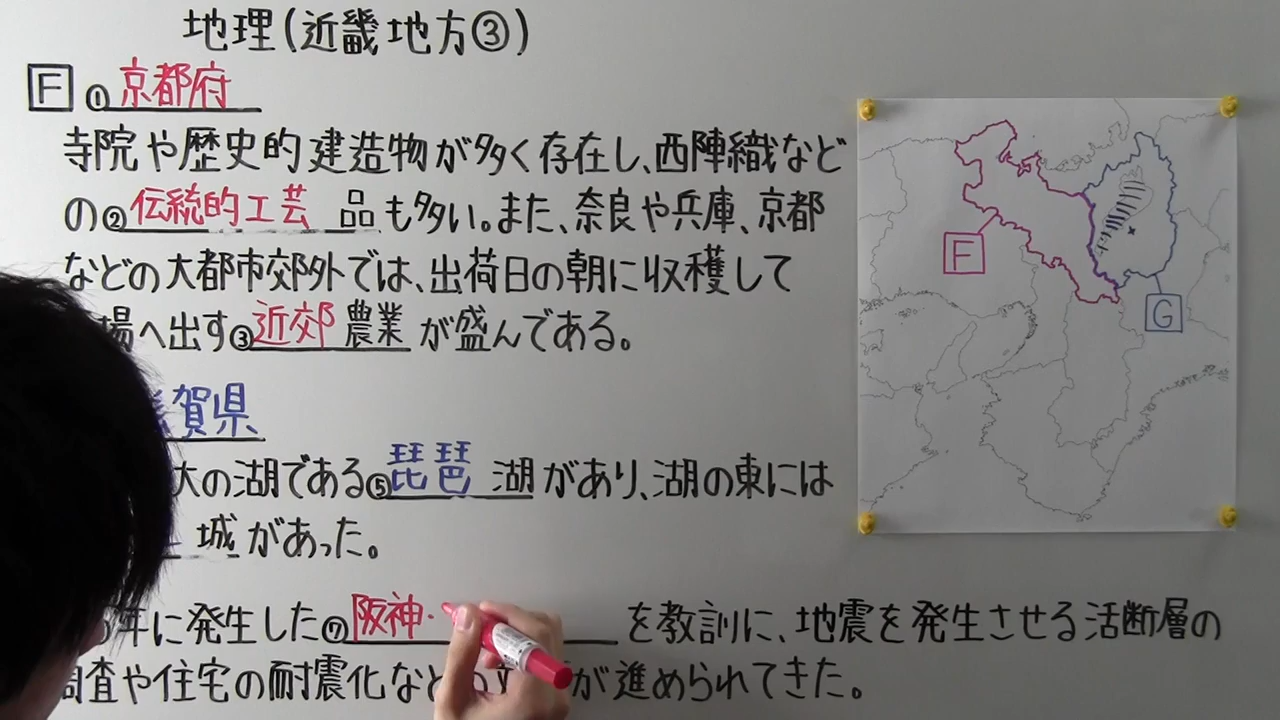 地理(近畿地方③)
F ①京都府
寺院や歴史的建造物が多く存在し、西陣織など
の②伝統的工芸品も多い。また、奈良や兵庫、京都
などの大都市郊外では、出荷日の朝に収穫して
場へ出す③近郊農業が盛んである。
賀県
大の湖である⑤琵琶湖があり、湖の東には
城があった。
年に発生した⑦阪神・を教訓に、地震を発生させる活断層の
調査や住宅の耐震化などのが進められてきた。
F
G